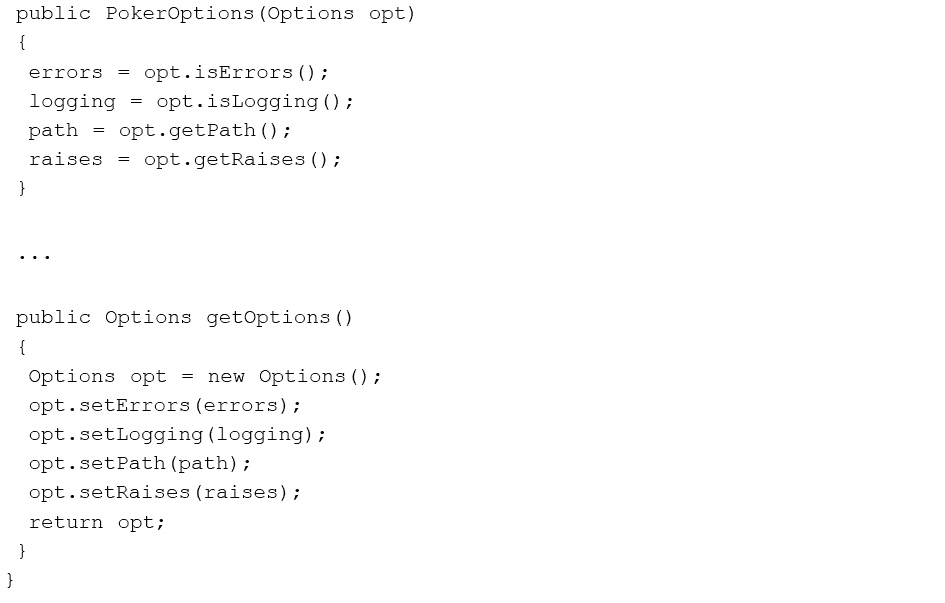 public PokerOptions(Options opt)
{
errors = opt.isErrors();
logging = opt.isLogging();
path = opt.getPath();
raises = opt.getRaises();
}
...
public Options getOptions()
{
Options opt = new Options();
opt.setErrors(errors);
opt.setLogging(logging);
opt.setPath(path);
opt.setRaises(raises);
return opt;
}
}